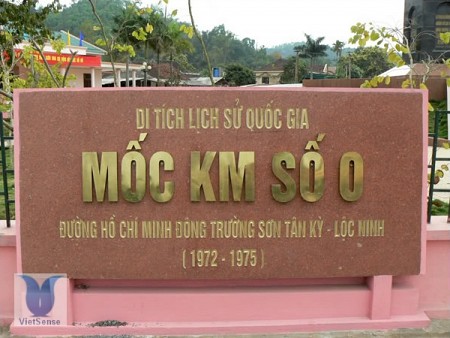 DI TÍCH LỊCH SỬ QUỐC GIA
MỐC KM SỐ 0
ĐƯỜNG HỒ CHÍ MINH ĐÔNG TRƯỜNG SƠN TÂN KỲ - LỘC NINH
( 1972 - 1975 )
VietSense